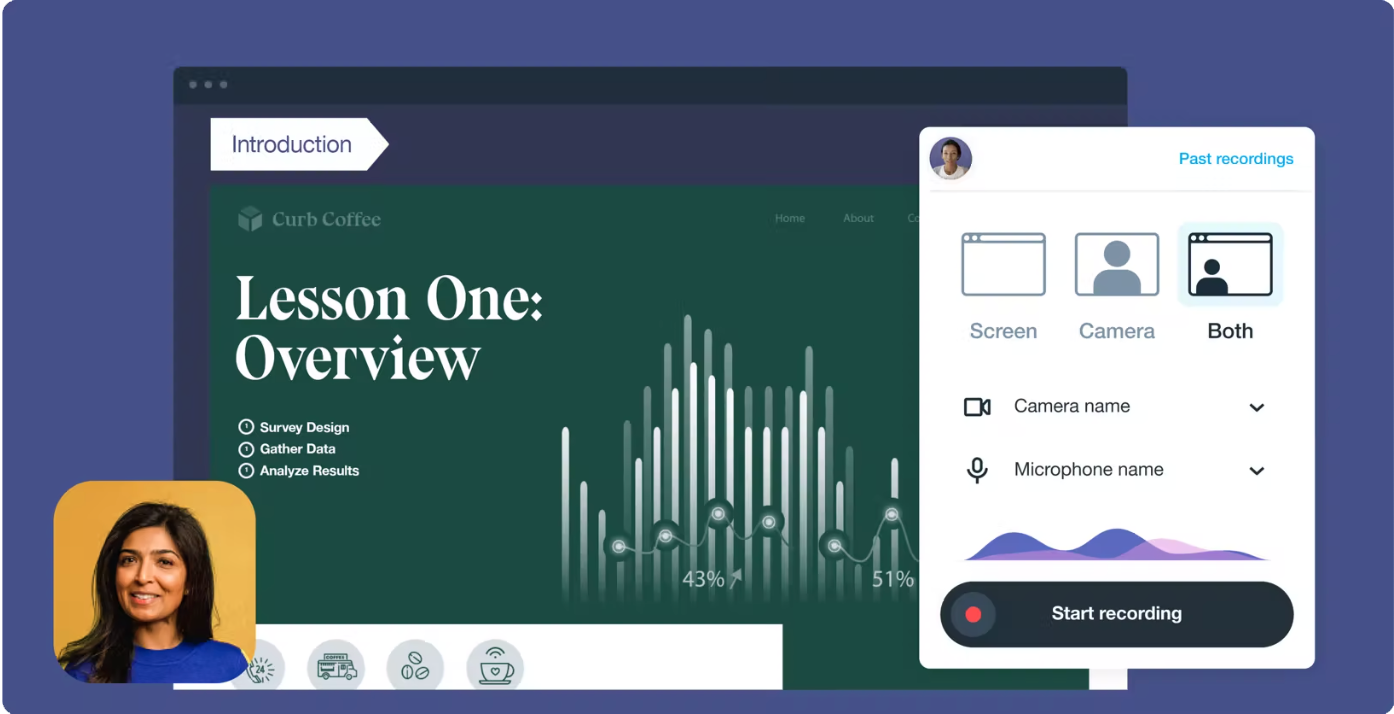 Introduction
Curb Coffee
Home
About
Lesson One:
Overview
Survey Design
Gather Data
Analyze Results
43%
51%
24
COFFEE
Past recordings
Screen
Camera
Both
Camera name
Microphone name
Start recording